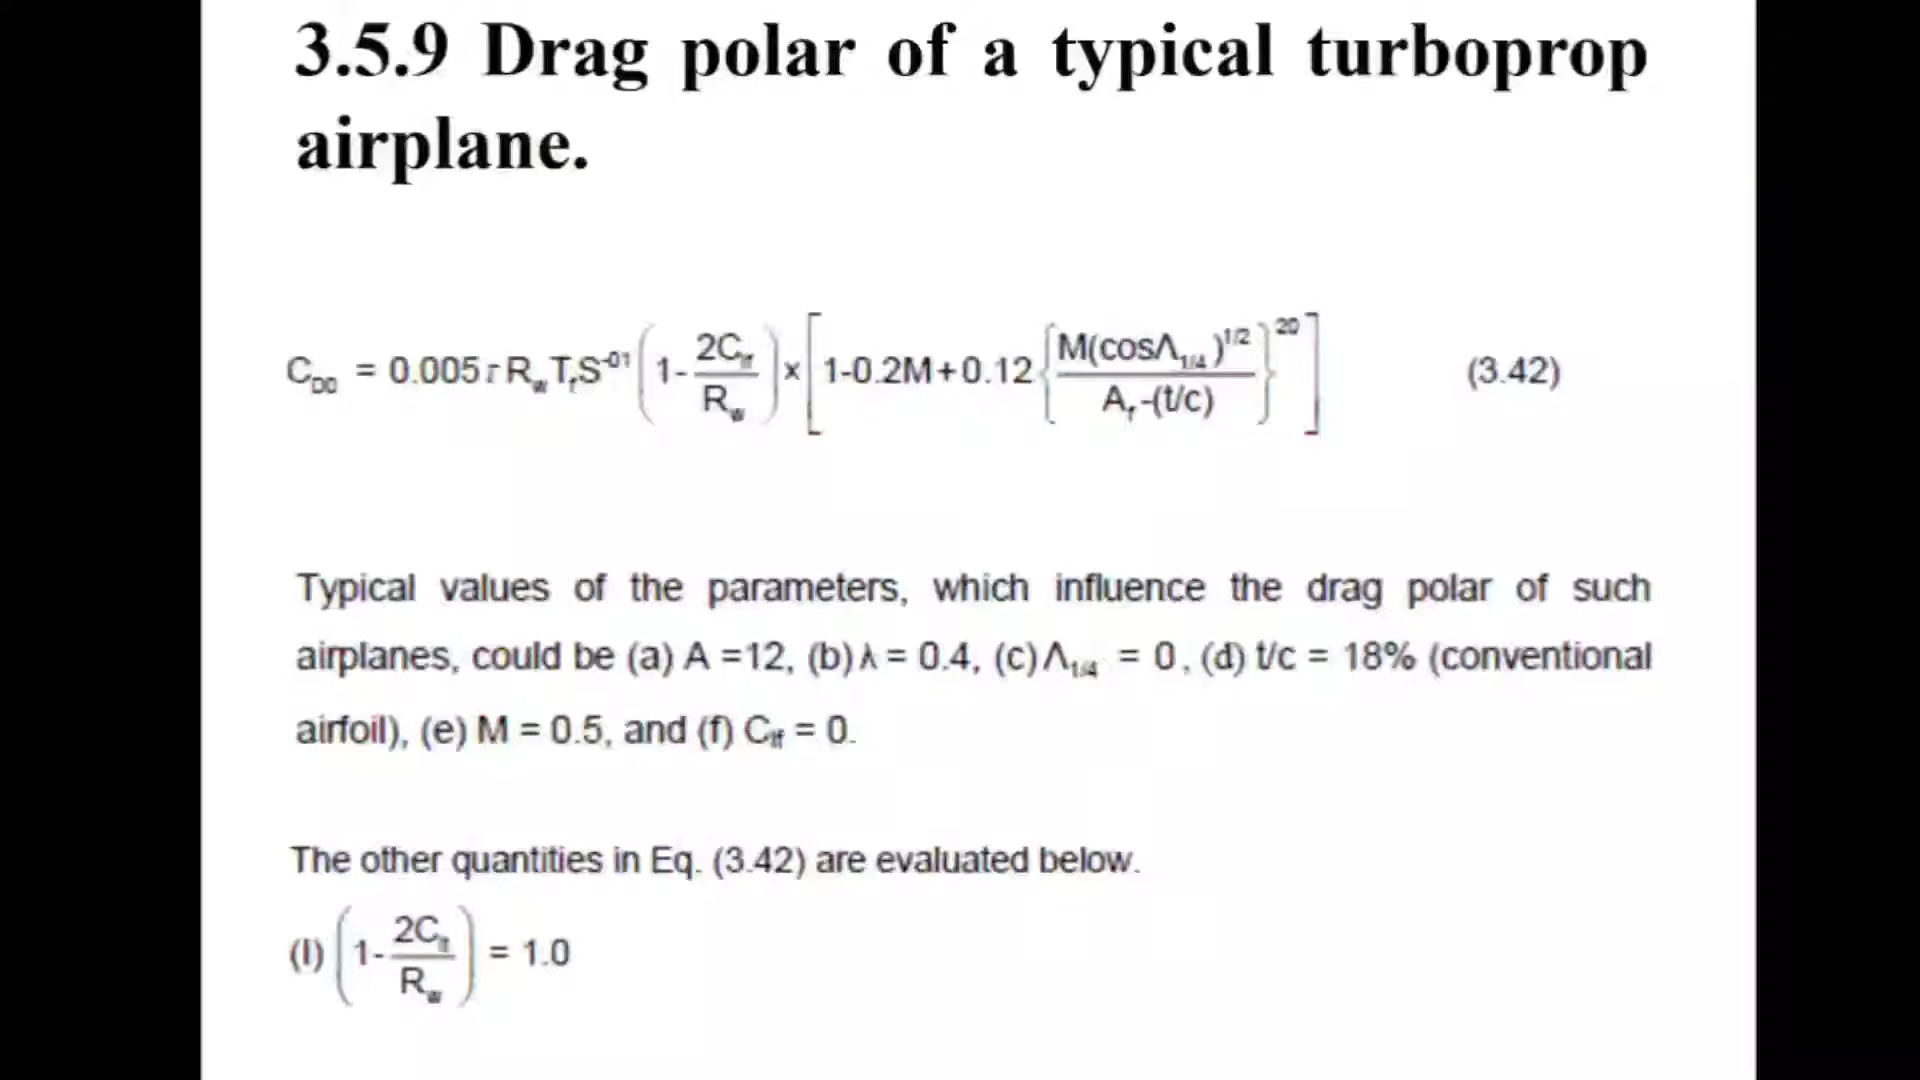 3.5.9 Drag polar of a typical turboprop
airplane.
C_D0 = 0.005 τ R_w T_f S^-01 (1- 2C_lf / R_w) × [1-0.2M+0.12 {M(cosΛ_1/4)^1/2 / A_f -(t/c)}^20] (3.42)
Typical values of the parameters, which influence the drag polar of such
airplanes, could be (a) A =12, (b) λ = 0.4, (c) Λ_1/4 = 0, (d) t/c = 18% (conventional
airfoil), (e) M = 0.5, and (f) C_lf = 0.
The other quantities in Eq. (3.42) are evaluated below.
(I) (1- 2C_lf / R_w) = 1.0